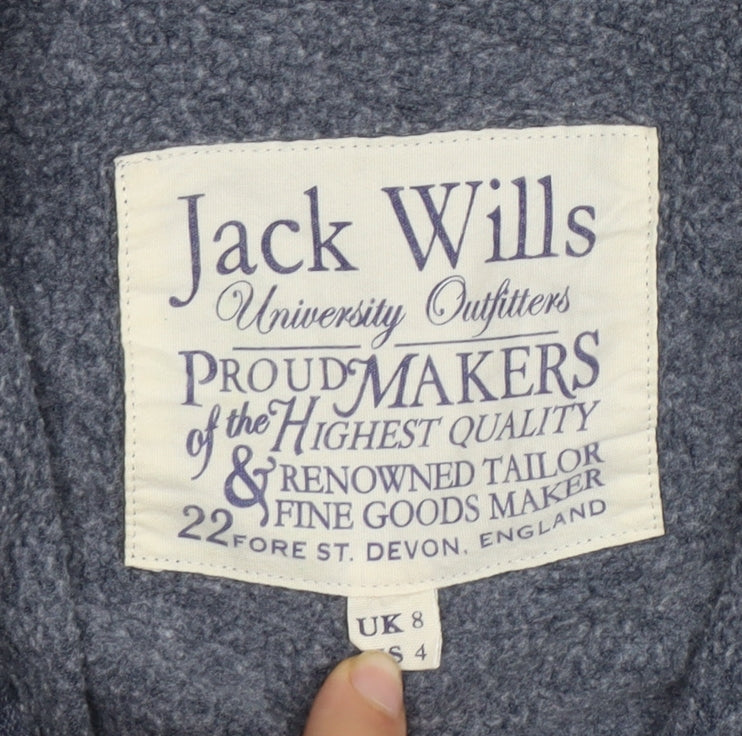 Jack Wills
University Outfitters
PROUD MAKERS
of the HIGHEST QUALITY
& RENOWNED TAILOR
FINE GOODS MAKER
22 FORE ST. DEVON, ENGLAND
UK 8
4